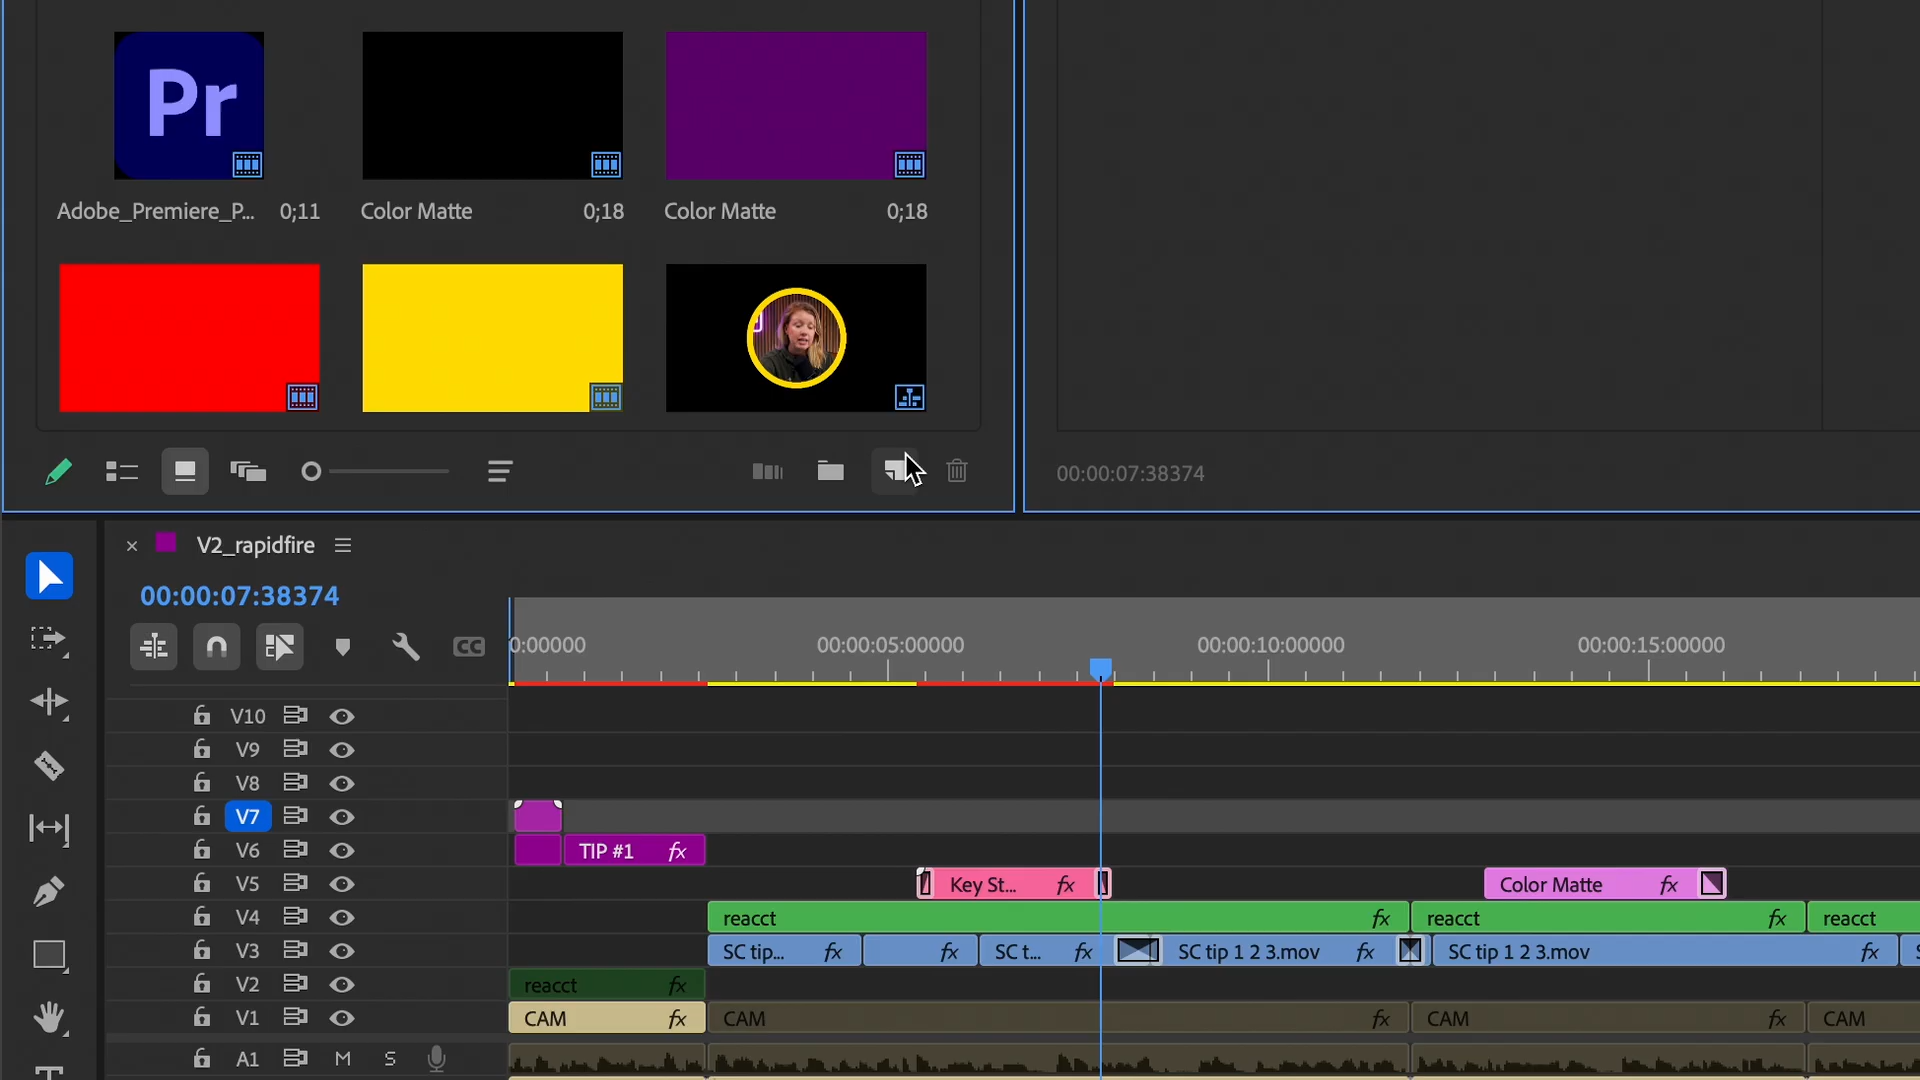 Pr
Adobe_Premiere_P... 0;11
Color Matte 0;18
Color Matte 0;18
00:00:07:38374
V2_rapidfire
00:00:07:38374
CC
0:00000 00:00:05:00000 00:00:10:00000 00:00:15:00000
V10
V9
V8
V7
V6 TIP #1 fx
V5 Key St... fx Color Matte fx
V4 reacct fx reacct fx reacct
V3 SC tip... fx fx SC t... fx SC tip 1 2 3.mov fx SC tip 1 2 3.mov fx
V2 reacct fx
V1 CAM fx CAM fx CAM fx CAM
A1 M S